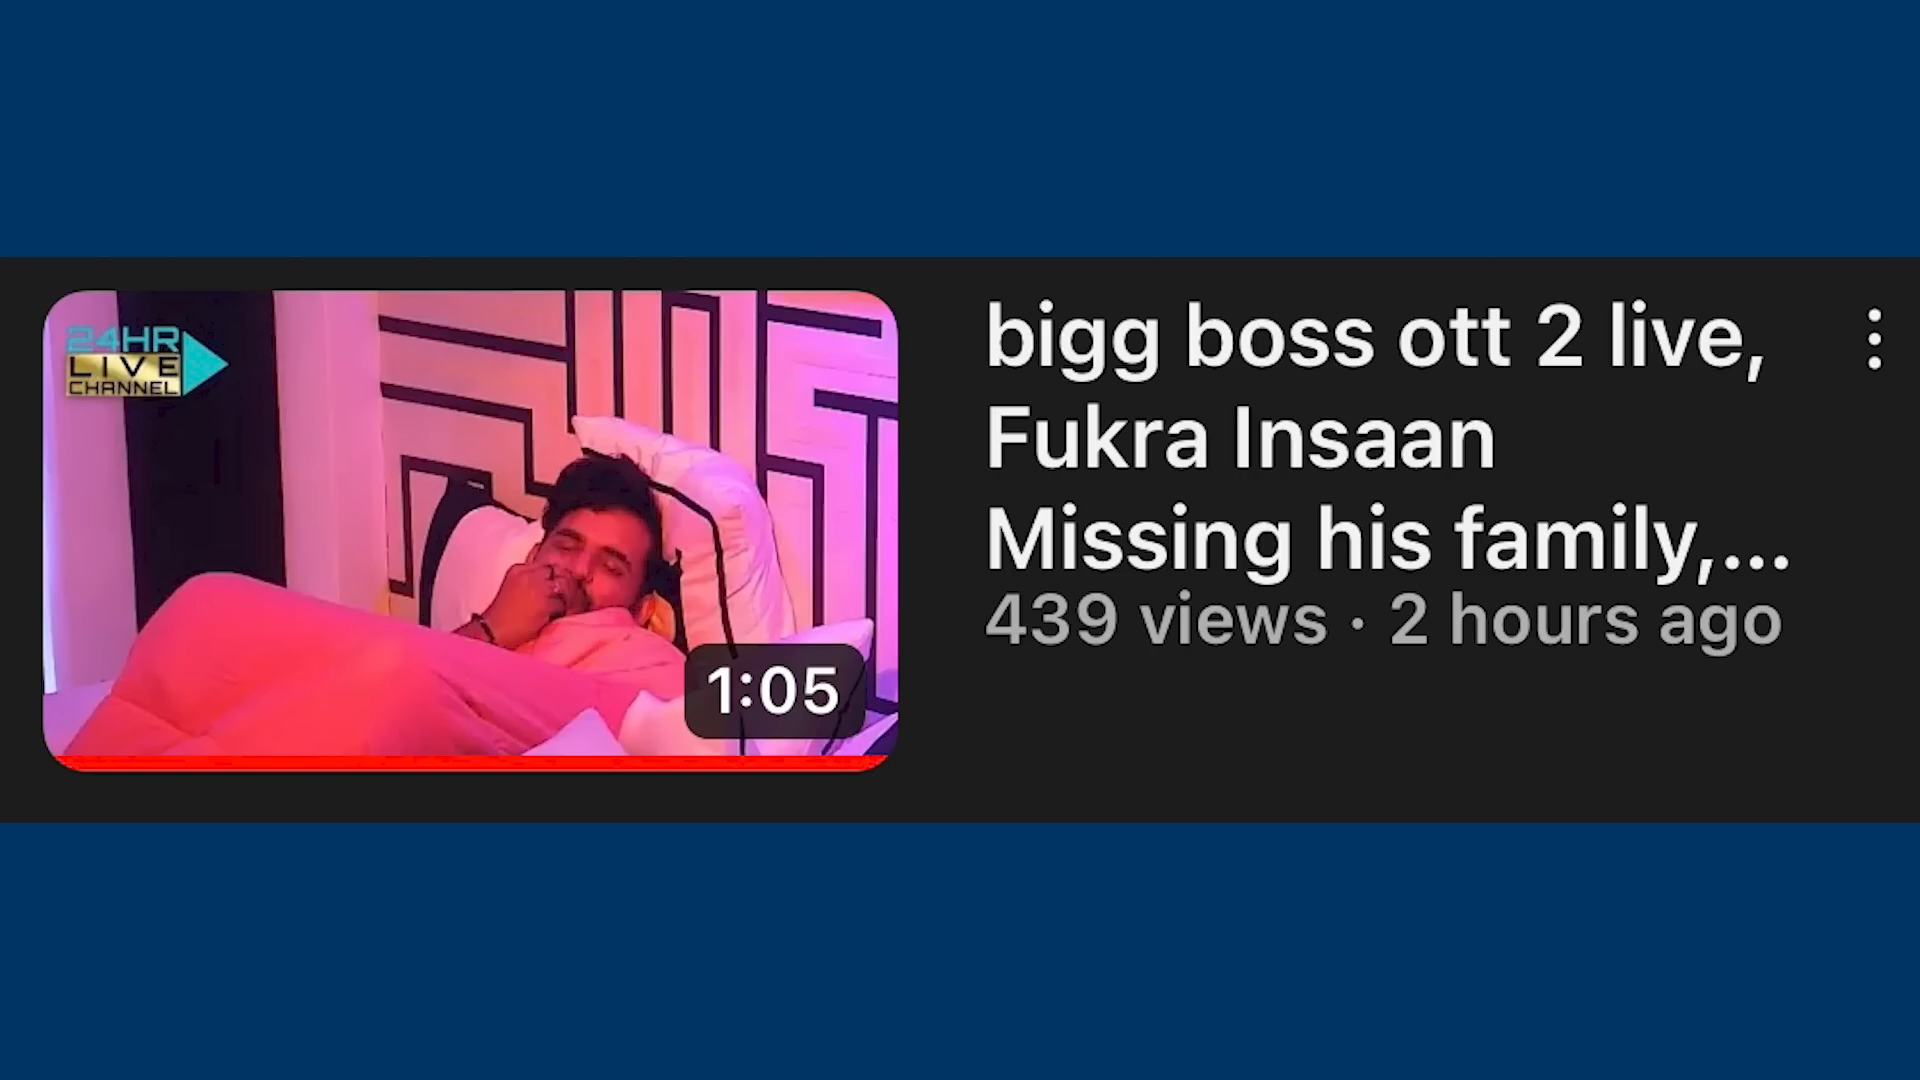 24HR
LIVE
CHANNEL
1:05
bigg boss ott 2 live,
Fukra Insaan
Missing his family,...
439 views · 2 hours ago